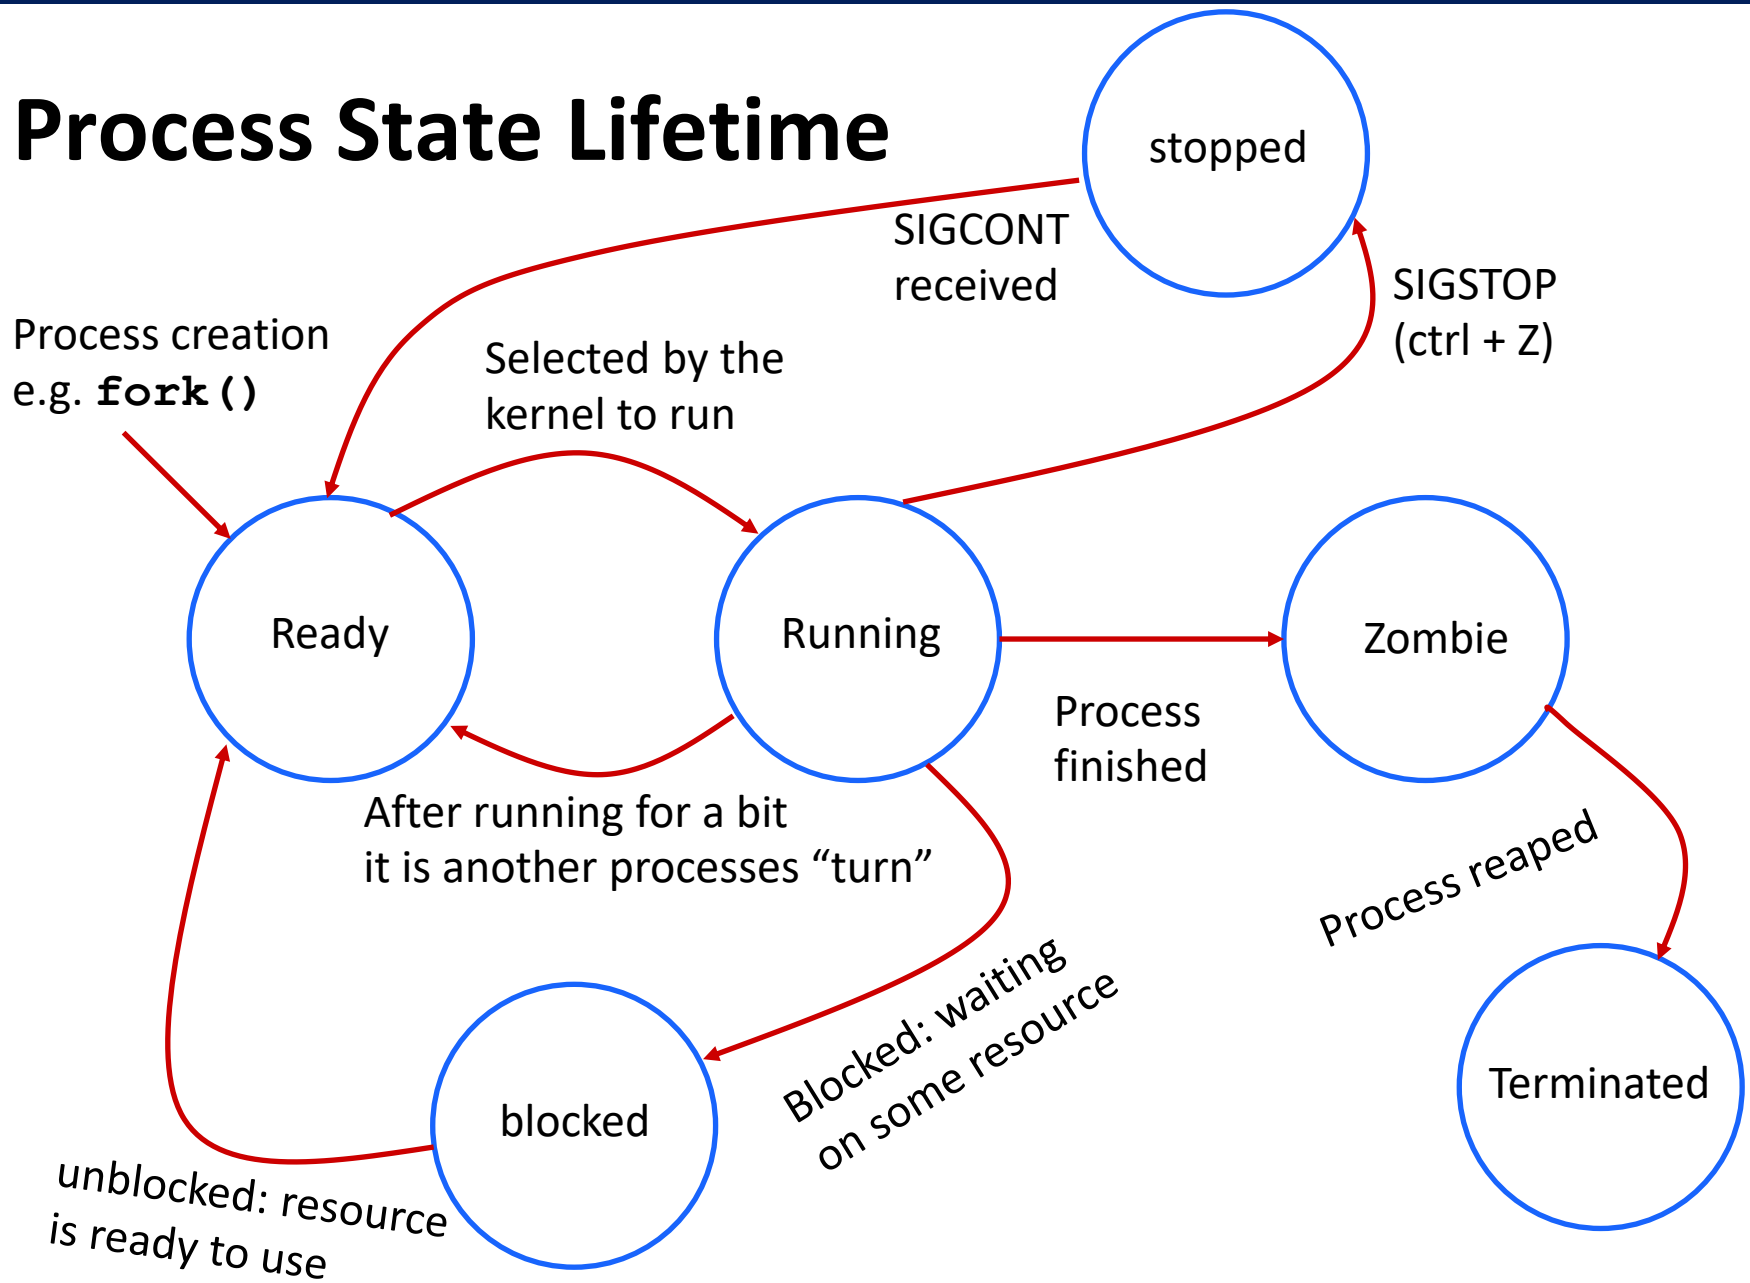 Process State Lifetime
stopped
SIGCONT
received
SIGSTOP
(ctrl + Z)
Process creation
e.g. fork()
Selected by the
kernel to run
Ready
Running
Zombie
Process
finished
After running for a bit
it is another processes “turn”
Process reaped
Blocked: waiting
on some resource
blocked
Terminated
unblocked: resource
is ready to use